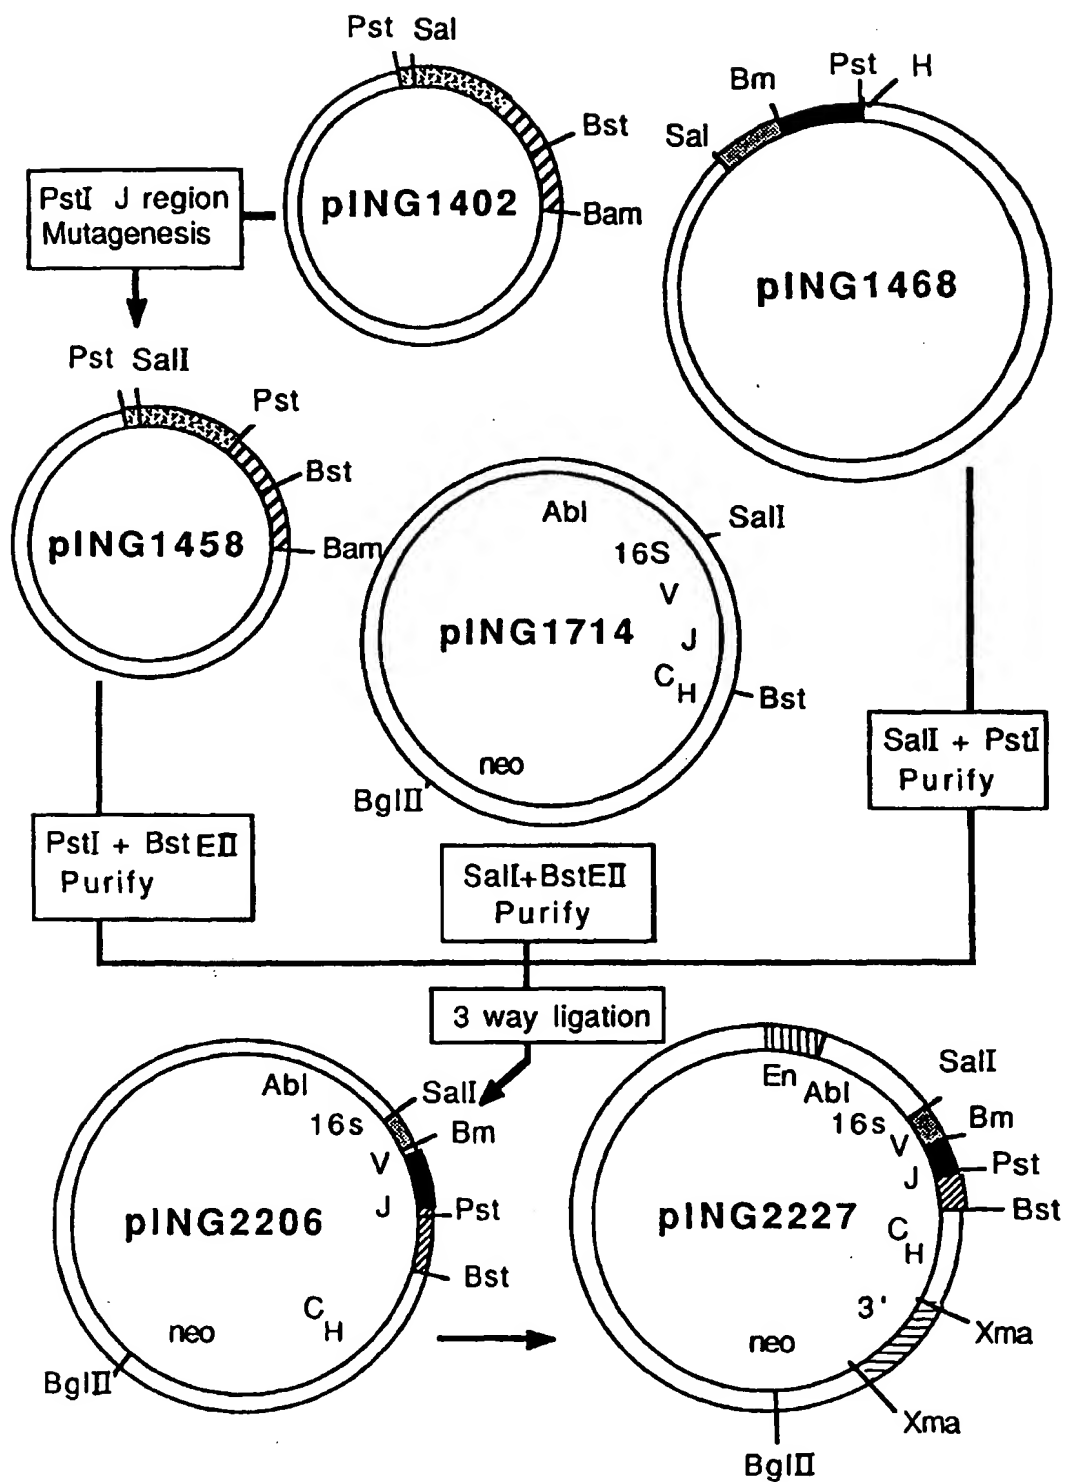 Pst Sal
Bst
Bam
pING1402
Sal
Bm
Pst
H
pING1468
PstI J region
Mutagenesis
Pst SalI
Pst
Bst
Bam
pING1458
Abl
SalI
16S
V
J
CH
Bst
neo
BglII
pING1714
SalI + PstI
Purify
PstI + BstEII
Purify
SalI+BstEII
Purify
3 way ligation
Abl
SalI
16s
Bm
V
J
Pst
Bst
CH
neo
BglII
pING2206
En
Abl
SalI
16s
Bm
V
Pst
J
Bst
CH
3'
Xma
neo
Xma
BglII
pING2227